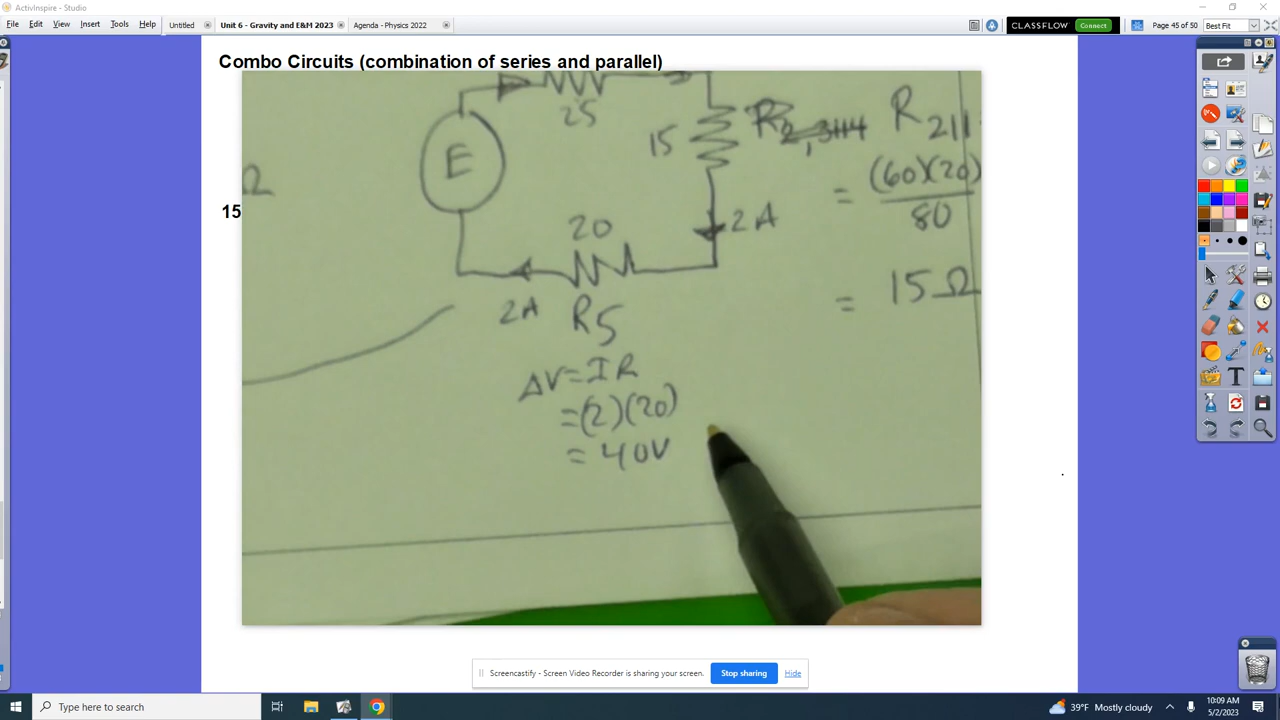 ActivInspire - Studio
File Edit View Insert Tools Help
Untitled
Unit 6 - Gravity and E&M 2023
Agenda - Physics 2022
CLASSFLOW
Connect
Page 45 of 50
Best Fit
Combo Circuits (combination of series and parallel)
25
E
15
Ω
15
2A
20
2A
R5
ΔV=IR
=(2)(20)
= 40V
= (60)(20)
80
= 15Ω
Screencastify - Screen Video Recorder is sharing your screen.
Stop sharing
Hide
Type here to search
39°F Mostly cloudy
10:09 AM
5/2/2023